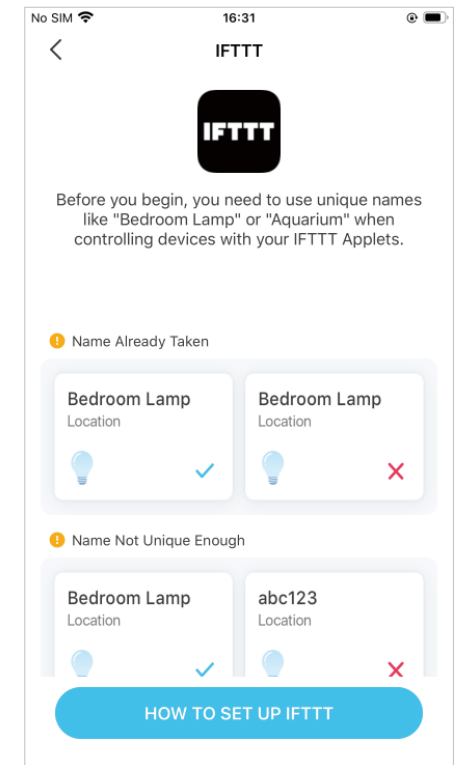 No SIM 16:31
IFTTT
IFTTT
Before you begin, you need to use unique names
like "Bedroom Lamp" or "Aquarium" when
controlling devices with your IFTTT Applets.
Name Already Taken
Bedroom Lamp
Location
Bedroom Lamp
Location
Name Not Unique Enough
Bedroom Lamp
Location
abc123
Location
HOW TO SET UP IFTTT